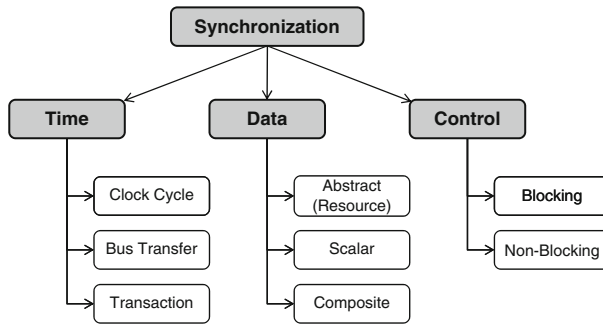 Synchronization
Time
Data
Control
Clock Cycle
Abstract
(Resource)
Blocking
Bus Transfer
Scalar
Non-Blocking
Transaction
Composite